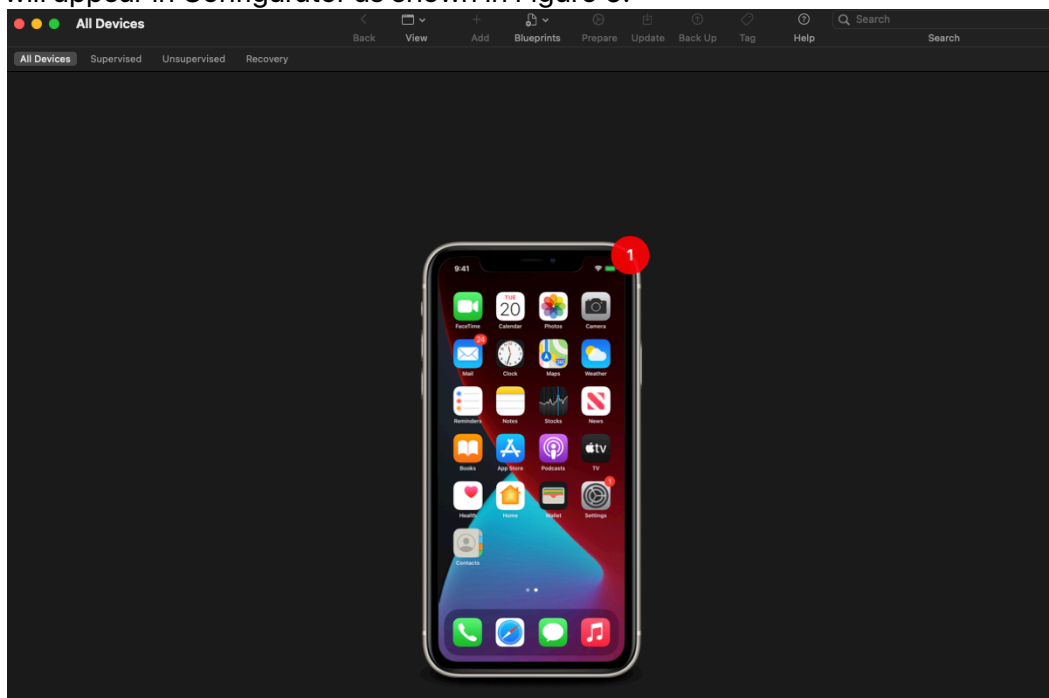 will appear in Configurator as shown in Figure
All Devices
Back View Add Blueprints Prepare Update Back Up Tag Help Search
Search
All Devices Supervised Unsupervised Recovery
1
9:41
TUE
20
FaceTime Calendar Photos Camera
24
Mail Clock Maps Weather
Reminders Notes Stocks News
tv
Books App Store Podcasts TV
1
Health Home Wallet Settings
Contacts